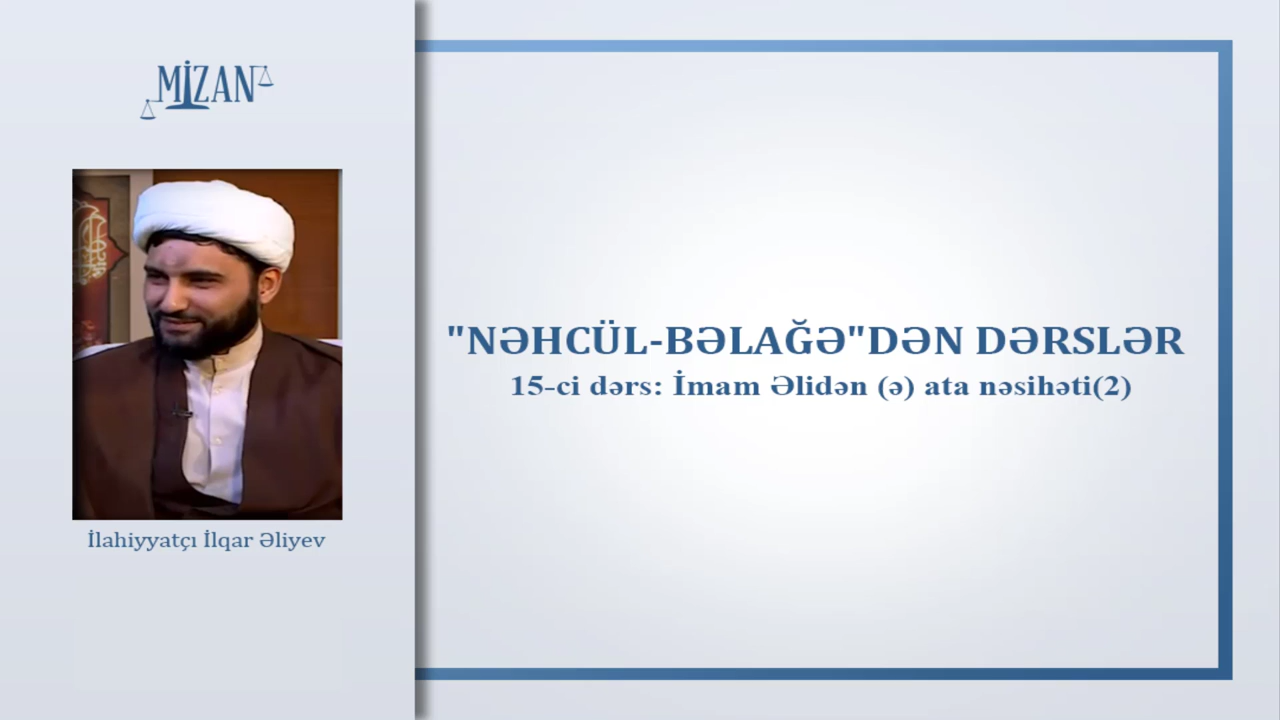 MİZAN
İlahiyyatçı İlqar Əliyev
"NƏHCÜL-BƏLAĞƏ"DƏN DƏRSLƏR
15-ci dərs: İmam Əlidən (ə) ata nəsihəti(2)